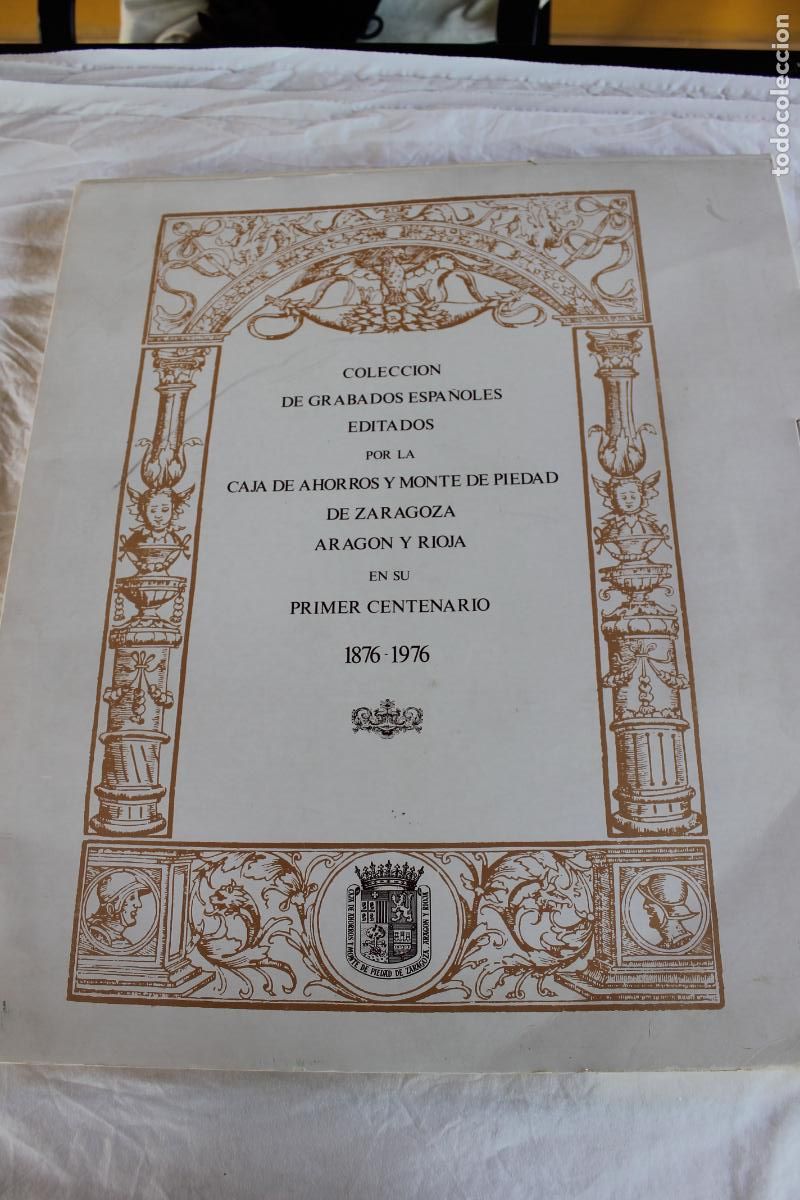 COLECCION
DE GRABADOS ESPAÑOLES
EDITADOS
POR LA
CAJA DE AHORROS Y MONTE DE PIEDAD
DE ZARAGOZA
ARAGON Y RIOJA
EN SU
PRIMER CENTENARIO
1876-1976
CAJA DE AHORROS Y MONTE DE PIEDAD DE ZARAGOZA, ARAGON Y RIOJA
todocoleccion